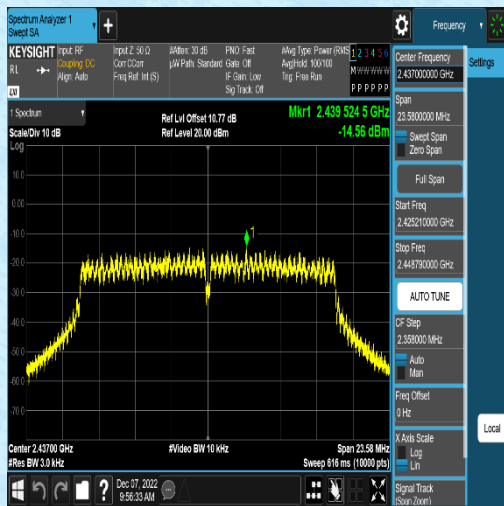 Spectrum Analyzer 1
Swept SA
+
Frequency
Settings
KEYSIGHT
RL
Input: RF
Coupling: DC
Align: Auto
Input Z: 50 Ω
Corr CCorr
Freq Ref: Int (S)
#Atten: 30 dB
µW Path: Standard
PNO: Fast
Gate: Off
IF Gain: Low
Sig Track: Off
#Avg Type: Power (RMS
Avg|Hold: 100/100
Trig: Free Run
1 2 3 4 5 6
M W W W W W
P P P P P P
1 Spectrum
Scale/Div 10 dB
Ref Lvl Offset 10.77 dB
Ref Level 20.00 dBm
Mkr1 2.439 524 5 GHz
-14.56 dBm
Log
10.0
0.00
-10.0
-20.0
-30.0
-40.0
-50.0
-60.0
-70.0
1
Center 2.43700 GHz
#Res BW 3.0 kHz
#Video BW 10 kHz
Span 23.58 MHz
Sweep 616 ms (10000 pts)
Center Frequency
2.437000000 GHz
Span
23.5800000 MHz
Swept Span
Zero Span
Full Span
Start Freq
2.425210000 GHz
Stop Freq
2.448790000 GHz
AUTO TUNE
CF Step
2.358000 MHz
Auto
Man
Freq Offset
0 Hz
X Axis Scale
Log
Lin
Signal Track
(Span Zoom)
Local
?
Dec 07, 2022
9:56:33 AM